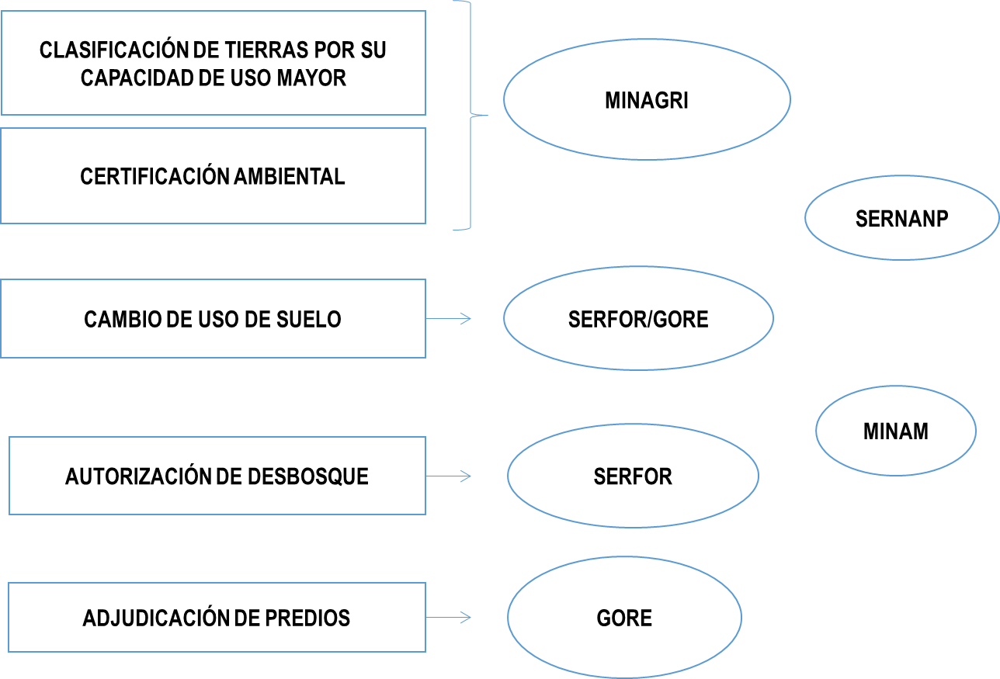 CLASIFICACIÓN DE TIERRAS POR SU
CAPACIDAD DE USO MAYOR
MINAGRI
CERTIFICACIÓN AMBIENTAL
SERNANP
CAMBIO DE USO DE SUELO
SERFOR/GORE
MINAM
AUTORIZACIÓN DE DESBOSQUE
SERFOR
ADJUDICACIÓN DE PREDIOS
GORE